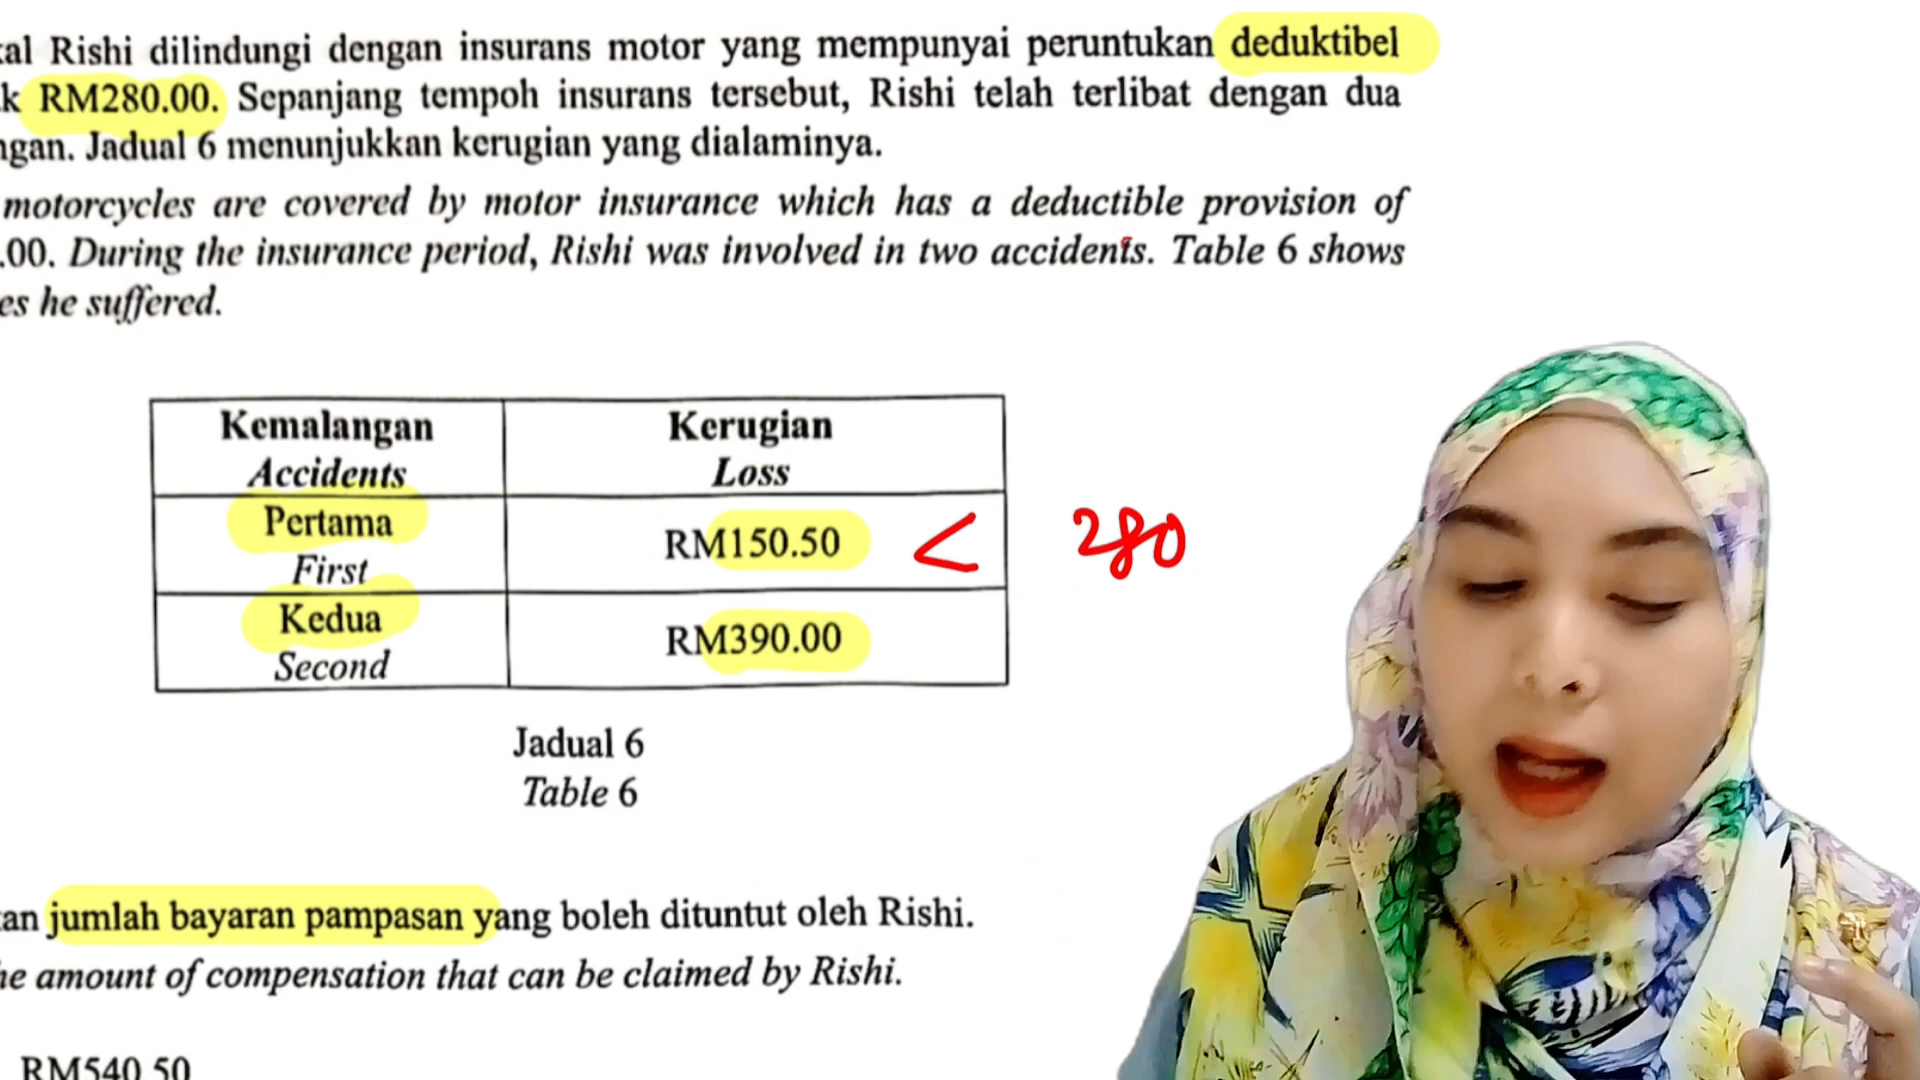 kal Rishi dilindungi dengan insurans motor yang mempunyai peruntukan deduktibel
k RM280.00. Sepanjang tempoh insurans tersebut, Rishi telah terlibat dengan dua
ngan. Jadual 6 menunjukkan kerugian yang dialaminya.
motorcycles are covered by motor insurance which has a deductible provision of
.00. During the insurance period, Rishi was involved in two accidents. Table 6 shows
es he suffered.
Kemalangan Kerugian
Accidents Loss
Pertama
First
RM150.50 < 280
Kedua
Second
RM390.00
Jadual 6
Table 6
an jumlah bayaran pampasan yang boleh dituntut oleh Rishi.
he amount of compensation that can be claimed by Rishi.
RM540.50